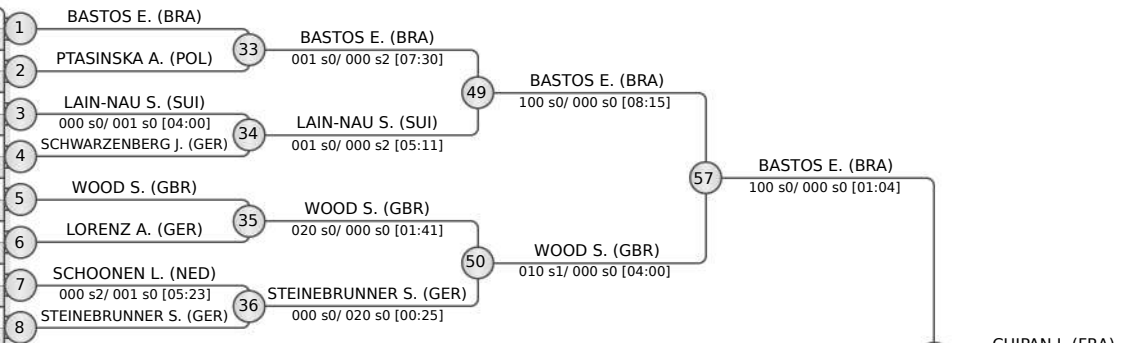 1
BASTOS E. (BRA)
2
PTASINSKA A. (POL)
33
BASTOS E. (BRA)
001 s0/ 000 s2 [07:30]
3
LAIN-NAU S. (SUI)
000 s0/ 001 s0 [04:00]
4
SCHWARZENBERG J. (GER)
34
LAIN-NAU S. (SUI)
001 s0/ 000 s2 [05:11]
49
BASTOS E. (BRA)
100 s0/ 000 s0 [08:15]
5
WOOD S. (GBR)
6
LORENZ A. (GER)
35
WOOD S. (GBR)
020 s0/ 000 s0 [01:41]
7
SCHOONEN L. (NED)
000 s2/ 001 s0 [05:23]
8
STEINEBRUNNER S. (GER)
36
STEINEBRUNNER S. (GER)
000 s0/ 020 s0 [00:25]
50
WOOD S. (GBR)
010 s1/ 000 s0 [04:00]
57
BASTOS E. (BRA)
100 s0/ 000 s0 [01:04]